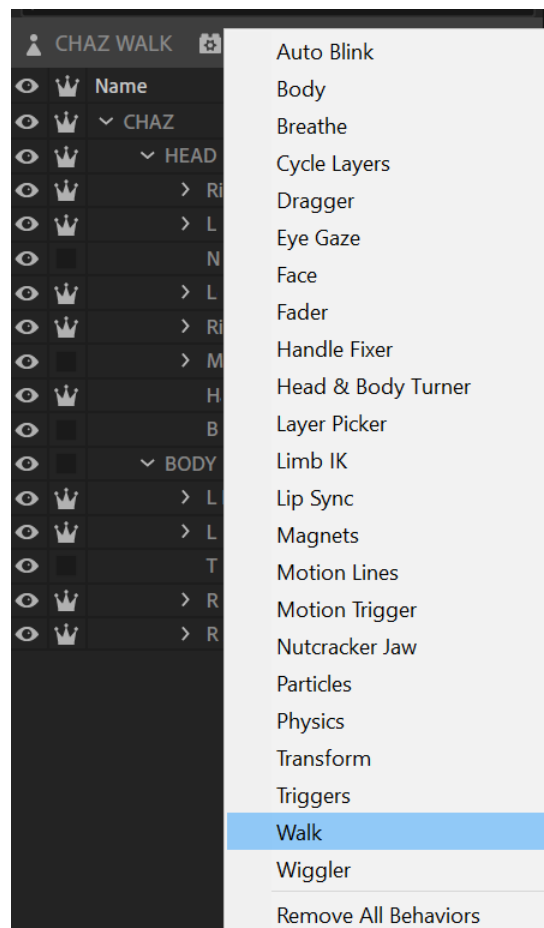 CHAZ WALK
Name
CHAZ
HEAD
Ri
L
N
L
Ri
M
H
B
BODY
L
L
T
R
R
Auto Blink
Body
Breathe
Cycle Layers
Dragger
Eye Gaze
Face
Fader
Handle Fixer
Head & Body Turner
Layer Picker
Limb IK
Lip Sync
Magnets
Motion Lines
Motion Trigger
Nutcracker Jaw
Particles
Physics
Transform
Triggers
Walk
Wiggler
Remove All Behaviors